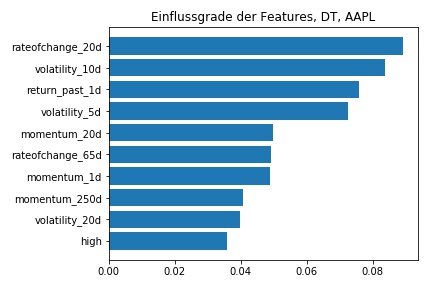 Einflussgrade der Features, DT, AAPL
rateofchange_20d
volatility_10d
return_past_1d
volatility_5d
momentum_20d
rateofchange_65d
momentum_1d
momentum_250d
volatility_20d
high
0.00 0.02 0.04 0.06 0.08